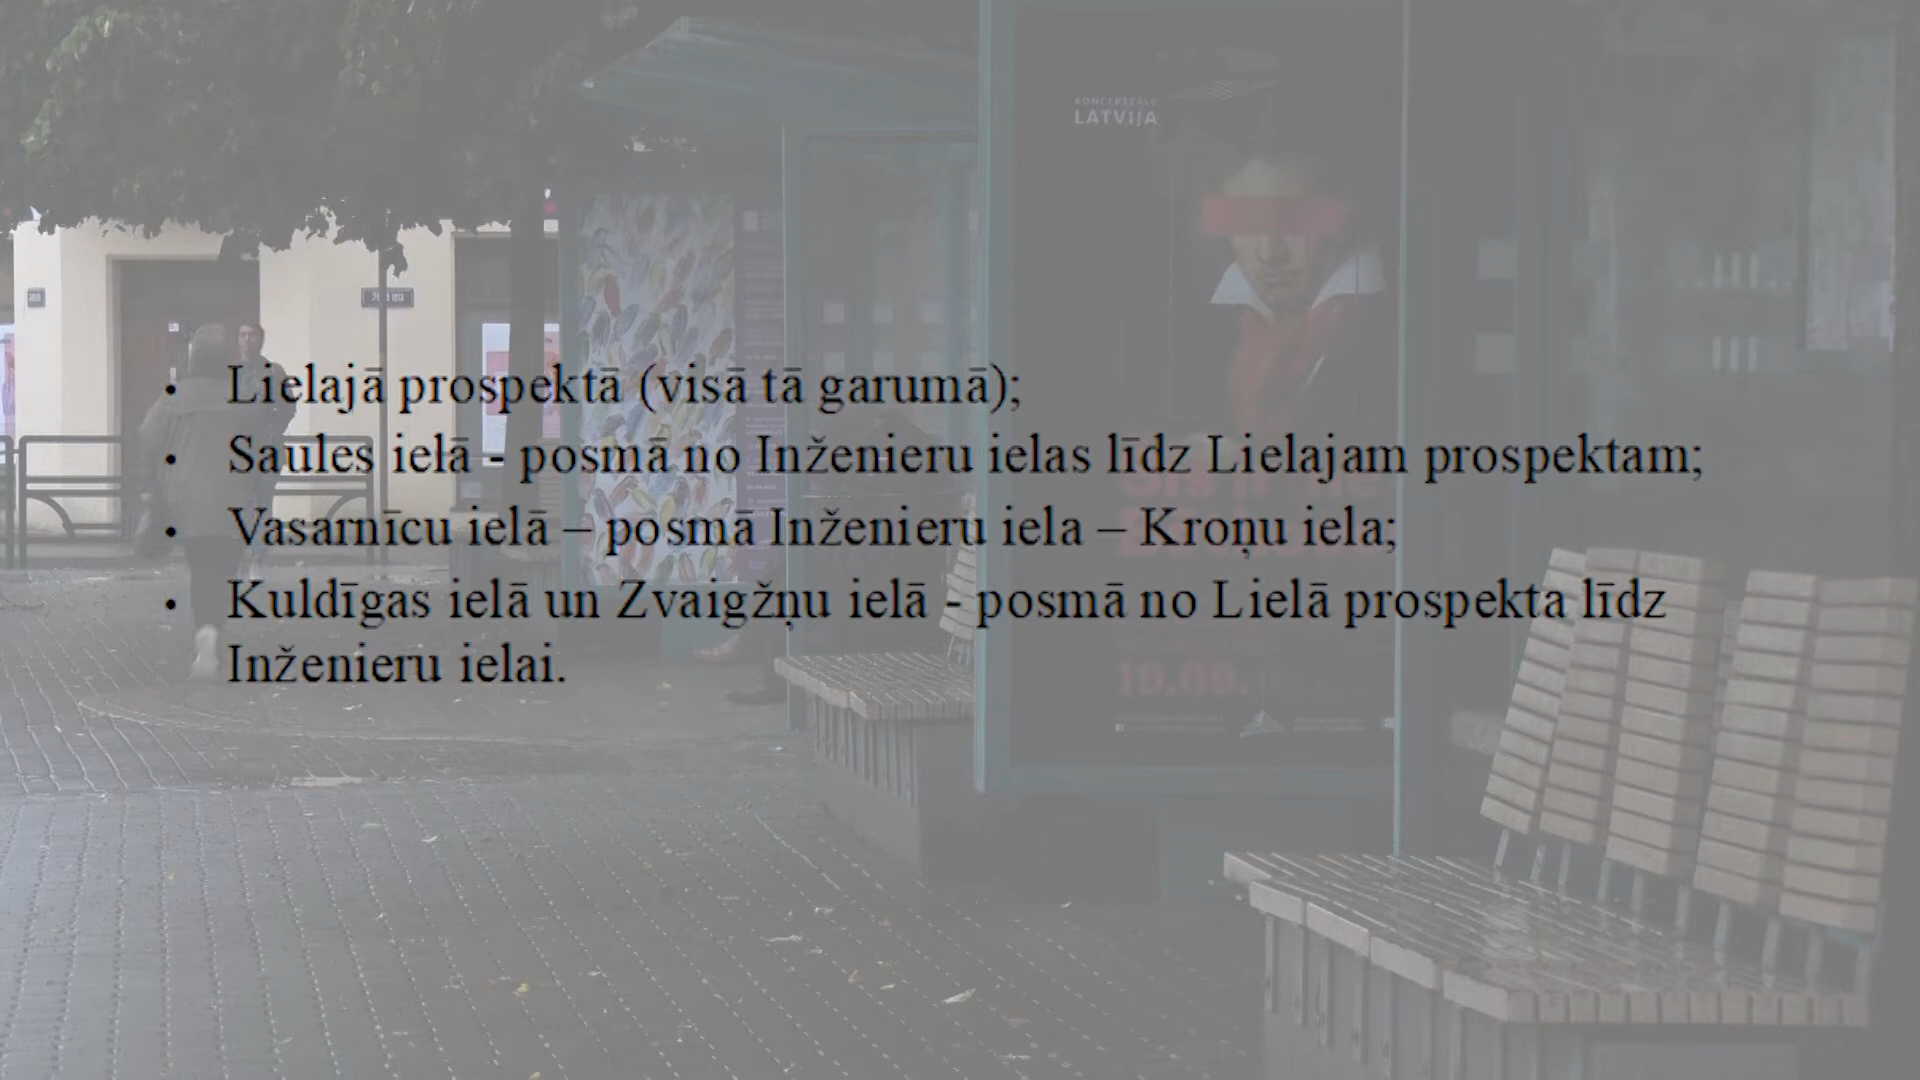 KONCERTZĀLE
LATVIJA
• Lielajā prospektā (visā tā garumā);
• Saules ielā - posmā no Inženieru ielas līdz Lielajam prospektam;
• Vasarnīcu ielā – posmā Inženieru iela – Kroņu iela;
• Kuldīgas ielā un Zvaigžņu ielā - posmā no Lielā prospekta līdz
Inženieru ielai.
19.09.